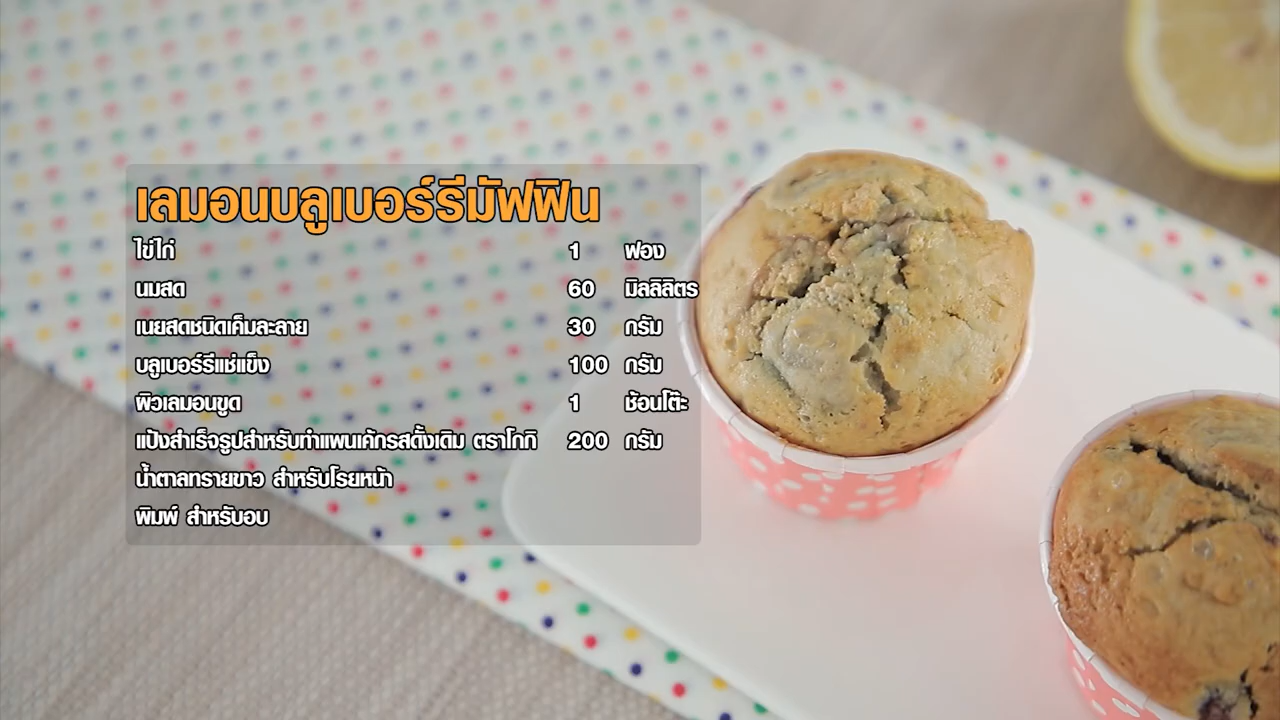 เลมอนบลูเบอร์รีมัฟฟิน
ไข่ไก่ 1 ฟอง
นมสด 60 มิลลิลิตร
เนยสดชนิดเค็มละลาย 30 กรัม
บลูเบอร์รีแช่แข็ง 100 กรัม
ผิวเลมอนขูด 1 ช้อนโต๊ะ
แป้งสำเร็จรูปสำหรับทำแพนเค้กรสดั้งเดิม ตราโกกิ 200 กรัม
น้ำตาลทรายขาว สำหรับโรยหน้า
พิมพ์ สำหรับอบ